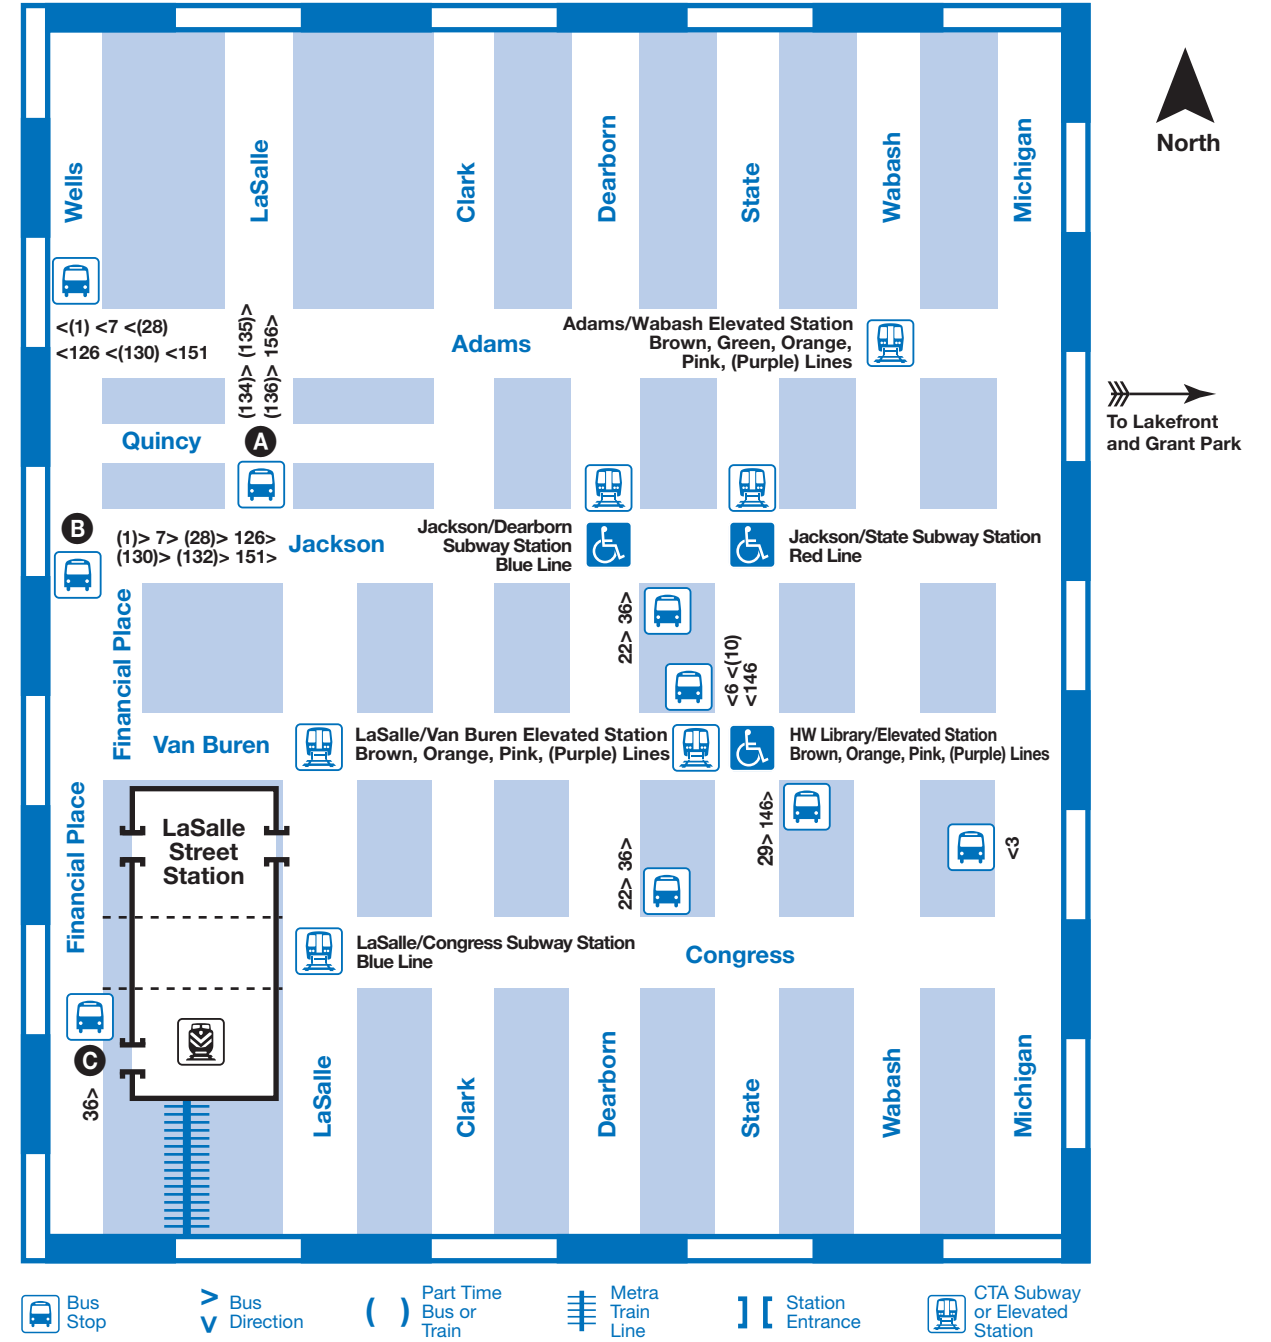 Wells
LaSalle
Clark
Dearborn
State
Wabash
Michigan
North
<(1) <7 <(28)
<126 <(130) <151
(134)> (135)>
(136)> 156>
Adams
Adams/Wabash Elevated Station
Brown, Green, Orange,
Pink, (Purple) Lines
To Lakefront
and Grant Park
Quincy
A
B
(1)> 7> (28)> 126>
(130)> (132)> 151>
Jackson
Jackson/Dearborn
Subway Station
Blue Line
Jackson/State Subway Station
Red Line
Financial Place
22> 36>
<6 <(10)
<146
Van Buren
LaSalle/Van Buren Elevated Station
Brown, Orange, Pink, (Purple) Lines
HW Library/Elevated Station
Brown, Orange, Pink, (Purple) Lines
Financial Place
LaSalle
Street
Station
22> 36>
29> 146>
<3
LaSalle/Congress Subway Station
Blue Line
Congress
C
36>
LaSalle
Clark
Dearborn
State
Wabash
Michigan
Bus
Stop
> Bus
V Direction
( )
Part Time
Bus or
Train
Metra
Train
Line
] [
Station
Entrance
CTA Subway
or Elevated
Station